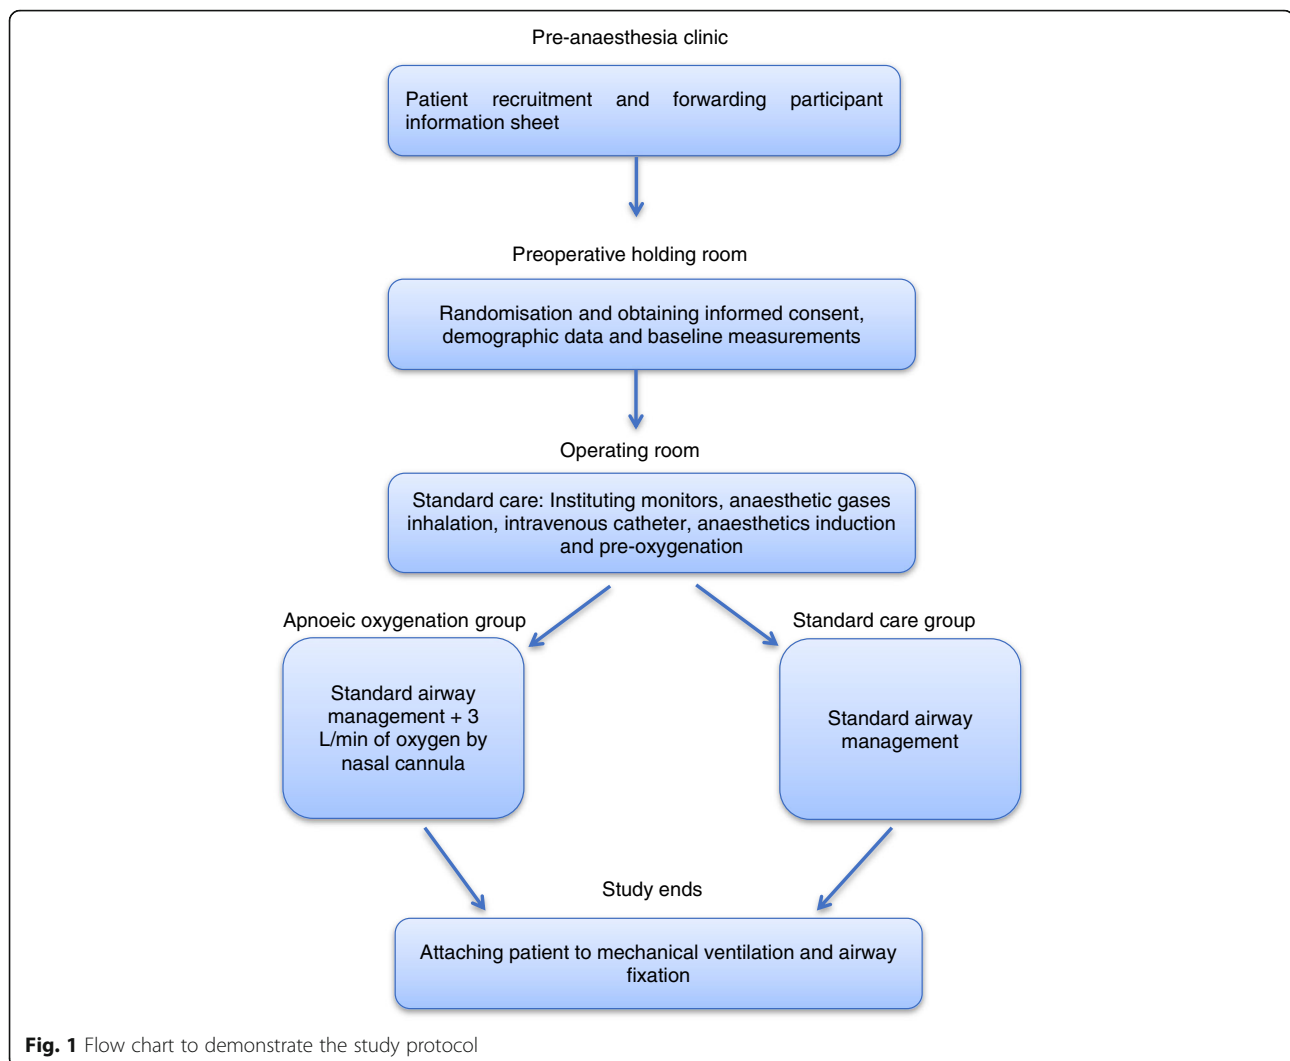 Pre-anaesthesia clinic
Patient recruitment and forwarding participant
information sheet
Preoperative holding room
Randomisation and obtaining informed consent,
demographic data and baseline measurements
Operating room
Standard care: Instituting monitors, anaesthetic gases
inhalation, intravenous catheter, anaesthetics induction
and pre-oxygenation
Apnoeic oxygenation group
Standard airway
management + 3
L/min of oxygen by
nasal cannula
Standard care group
Standard airway
management
Study ends
Attaching patient to mechanical ventilation and airway
fixation
Fig. 1 Flow chart to demonstrate the study protocol